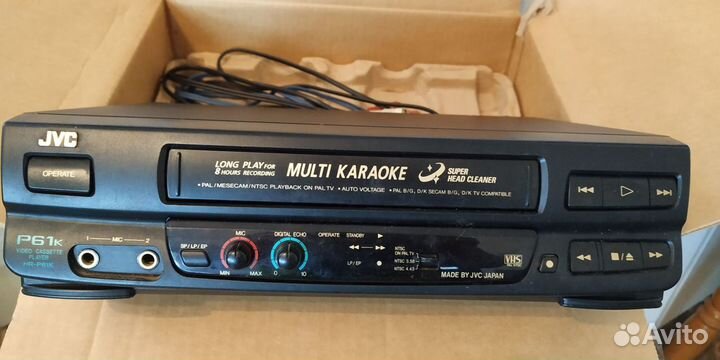 JVC
OPERATE
LONG PLAY FOR
8 HOURS RECORDING
MULTI KARAOKE
SUPER
HEAD CLEANER
• PAL/MESECAM/NTSC PLAYBACK ON PAL TV • AUTO VOLTAGE • PAL B/G, D/K SECAM B/G, D/K TV COMPATIBLE
P61K
VIDEO CASSETTE
PLAYER
HR-P61K
1 MIC 2
SP/LP/EP
MIC
MIN MAX
DIGITAL ECHO
0 10
OPERATE STANDBY
LP/EP
NTSC
ON PAL TV
NTSC 3.58
NTSC 4.43
VHS
MADE BY JVC JAPAN
Avito